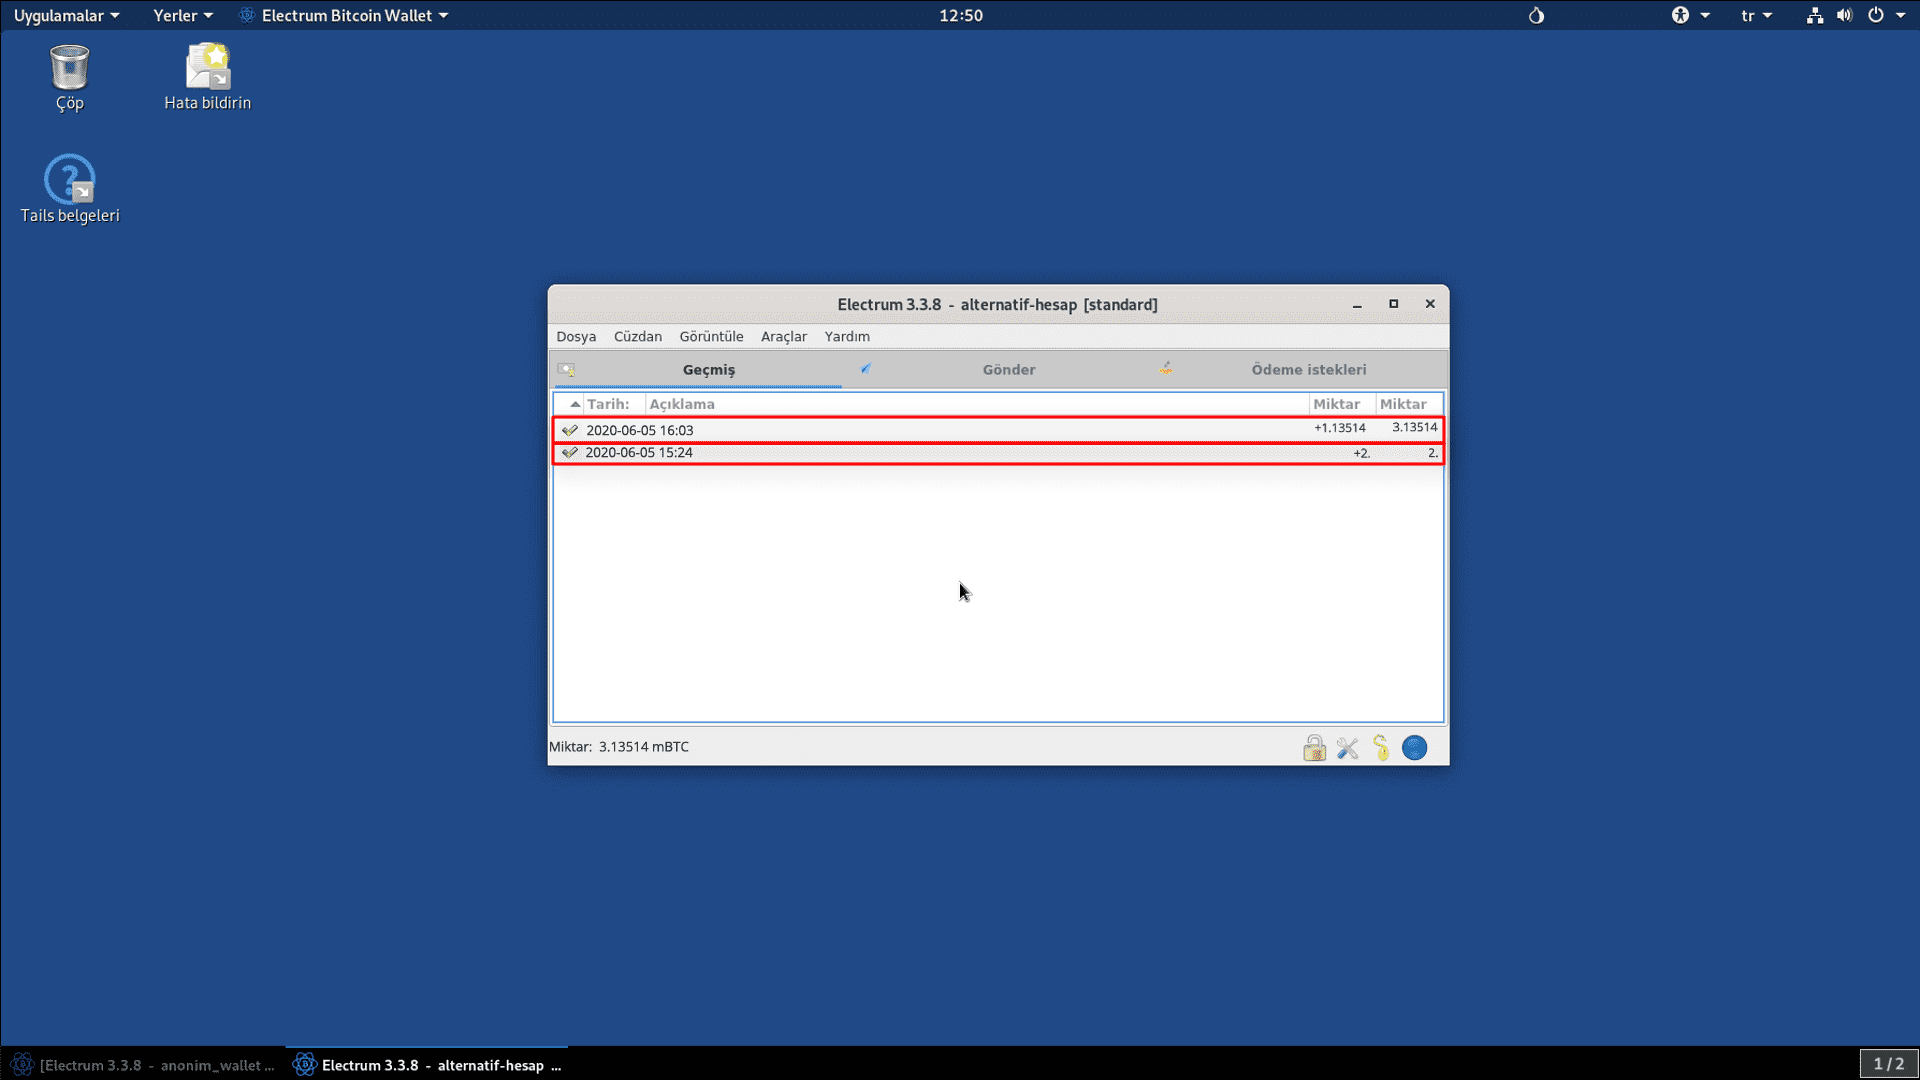 Uygulamalar Yerler Electrum Bitcoin Wallet 12:50 tr
Çöp
Hata bildirin
Tails belgeleri
Electrum 3.3.8 - alternatif-hesap [standard]
Dosya Cüzdan Görüntüle Araçlar Yardım
Geçmiş Gönder Ödeme istekleri
Tarih: Açıklama Miktar Miktar
2020-06-05 16:03 +1.13514 3.13514
2020-06-05 15:24 +2. 2.
Miktar: 3.13514 mBTC
[Electrum 3.3.8 - anonim_wallet ... Electrum 3.3.8 - alternatif-hesap ... 1 / 2